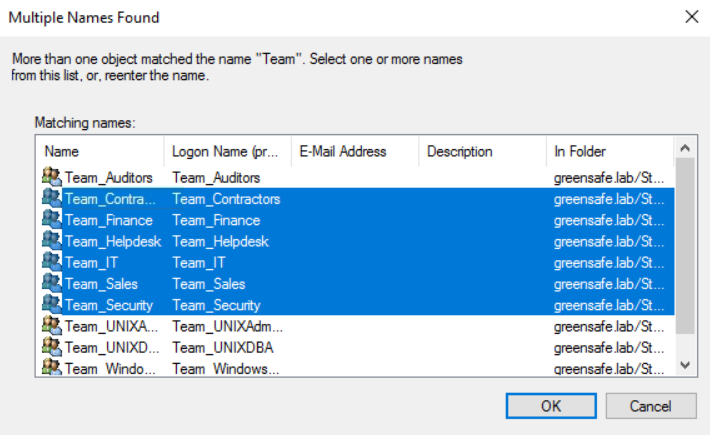 Multiple Names Found
More than one object matched the name "Team". Select one or more names
from this list, or, reenter the name.
Matching names:
Name Logon Name (pr... E-Mail Address Description In Folder
Team_Auditors Team_Auditors greensafe.lab/St...
Team_Contra... Team_Contractors greensafe.lab/St...
Team_Finance Team_Finance greensafe.lab/St...
Team_Helpdesk Team_Helpdesk greensafe.lab/St...
Team_IT Team_IT greensafe.lab/St...
Team_Sales Team_Sales greensafe.lab/St...
Team_Security Team_Security greensafe.lab/St...
Team_UNIXA... Team_UNIXAdm... greensafe.lab/St...
Team_UNIXD... Team_UNIXDBA greensafe.lab/St...
Team_Windo... Team_Windows... greensafe.lab/St...
OK Cancel